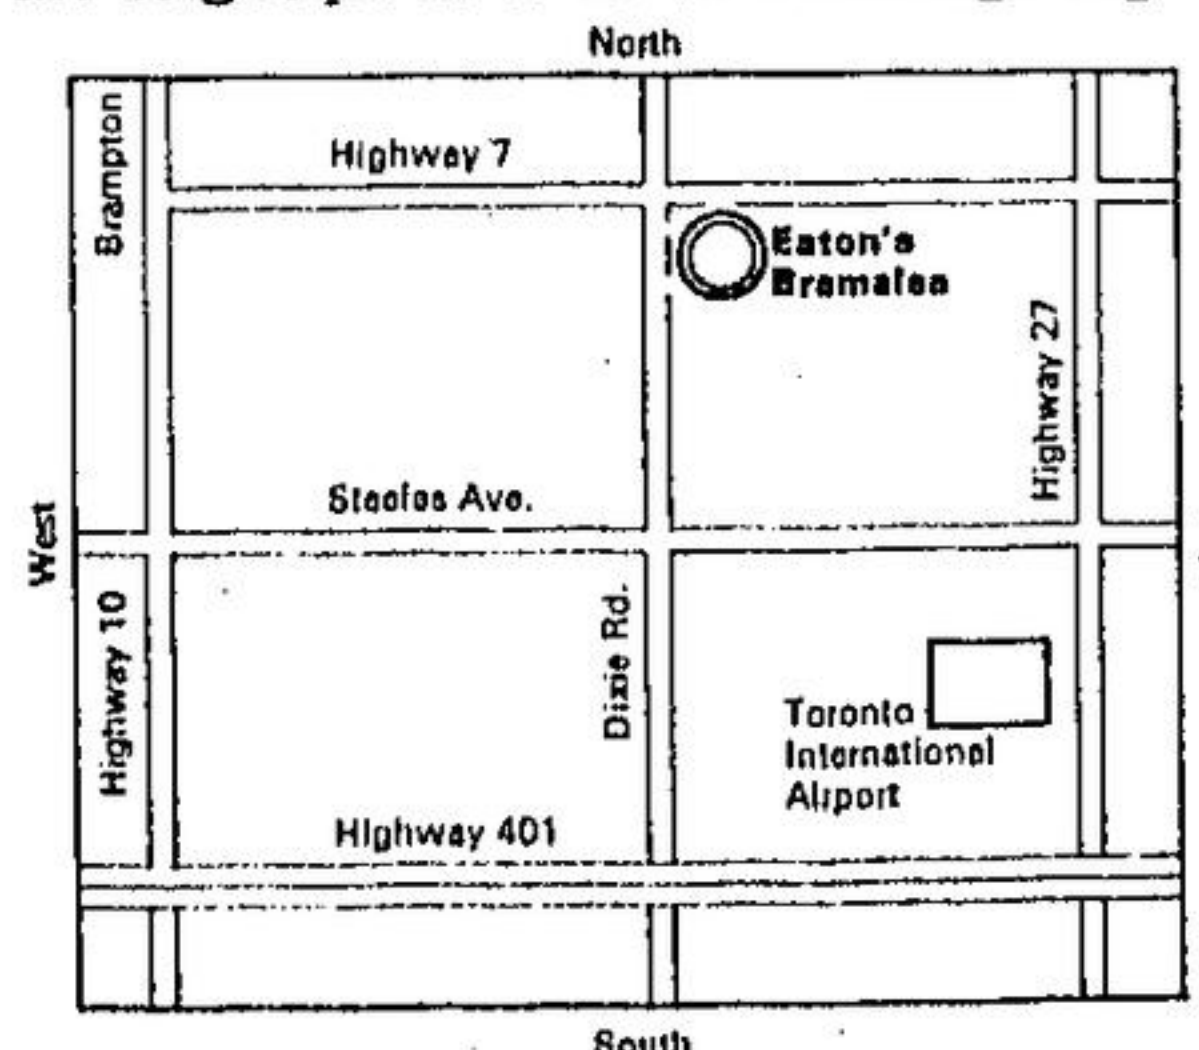 North
Brampton
Highway 7
Eaton's
Bramalea
Highway 27
Steeles Ave.
West
Highway 10
Dixie Rd.
Toronto
International
Airport
Highway 401
South